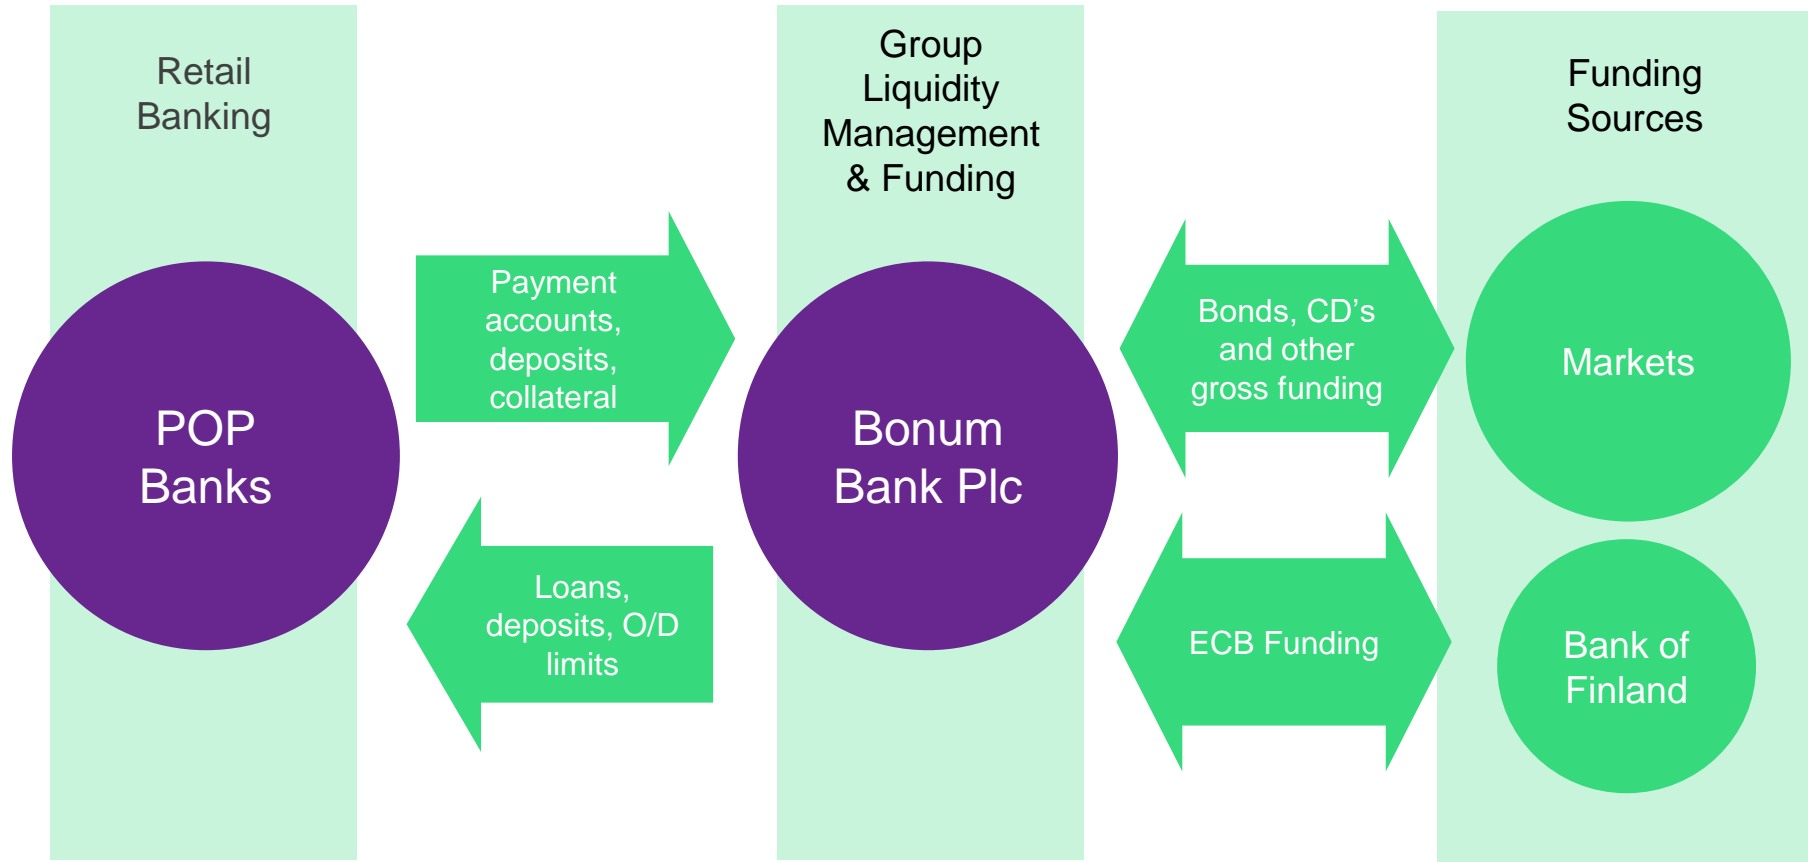 Retail
Banking
Group
Liquidity
Management
& Funding
Funding
Sources
POP
Banks
Payment
accounts,
deposits,
collateral
Loans,
deposits, O/D
limits
Bonum
Bank Plc
Bonds, CD’s
and other
gross funding
ECB Funding
Markets
Bank of
Finland